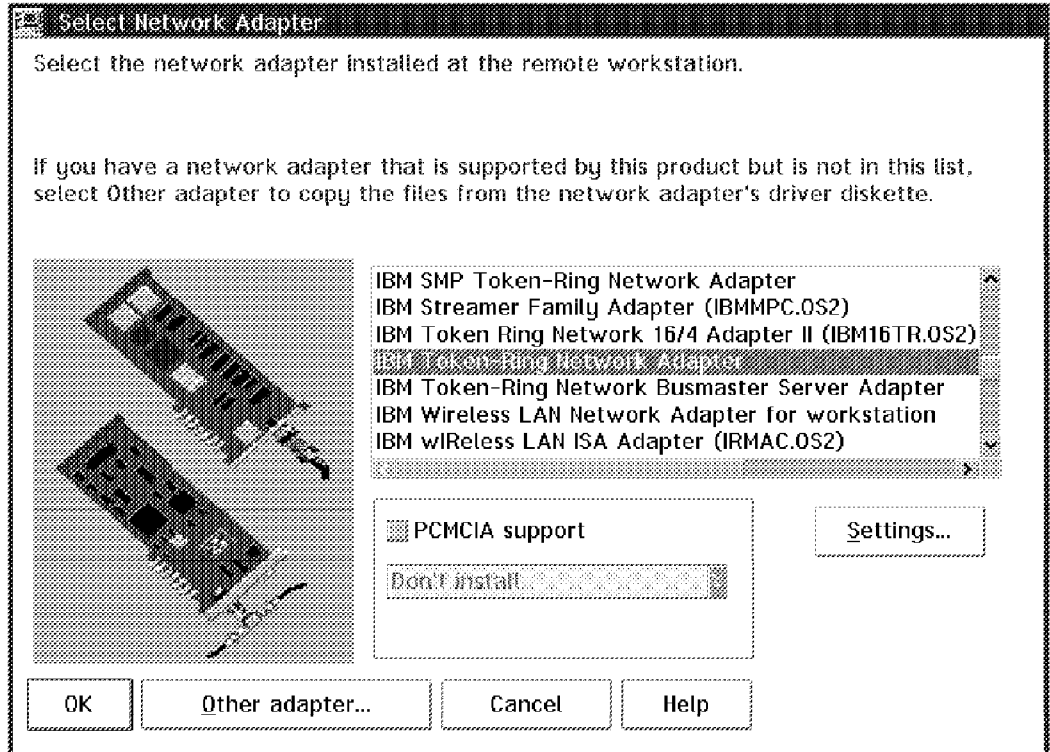 Select Network Adapter
Select the network adapter installed at the remote workstation.
If you have a network adapter that is supported by this product but is not in this list,
select Other adapter to copy the files from the network adapter's driver diskette.
IBM SMP Token-Ring Network Adapter
IBM Streamer Family Adapter (IBMMPC.OS2)
IBM Token Ring Network 16/4 Adapter II (IBM16TR.OS2)
IBM Token-Ring Network Adapter
IBM Token-Ring Network Busmaster Server Adapter
IBM Wireless LAN Network Adapter for workstation
IBM wIReless LAN ISA Adapter (IRMAC.OS2)
PCMCIA support
Settings...
Don't install
OK
Other adapter...
Cancel
Help